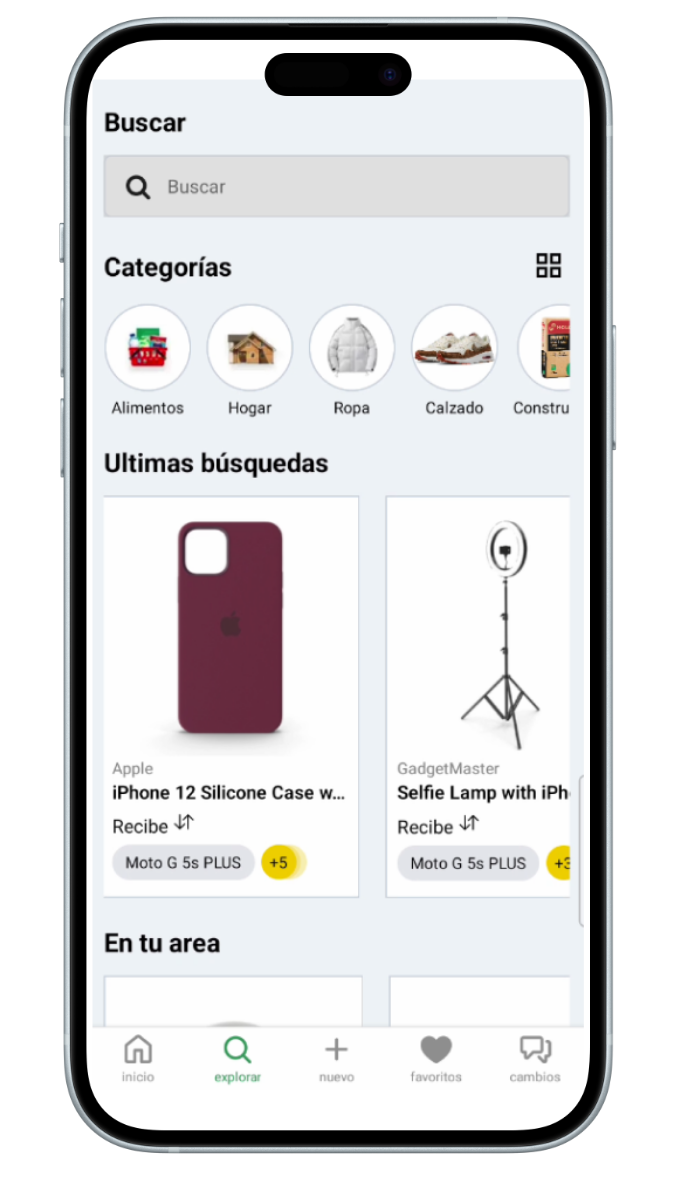 Buscar
Buscar
Categorías
Alimentos
Hogar
Ropa
Calzado
Constru
Ultimas búsquedas
Apple
iPhone 12 Silicone Case w...
Recibe
Moto G 5s PLUS
+5
GadgetMaster
Selfie Lamp with iPh
Recibe
Moto G 5s PLUS
+3
En tu area
inicio
explorar
nuevo
favoritos
cambios